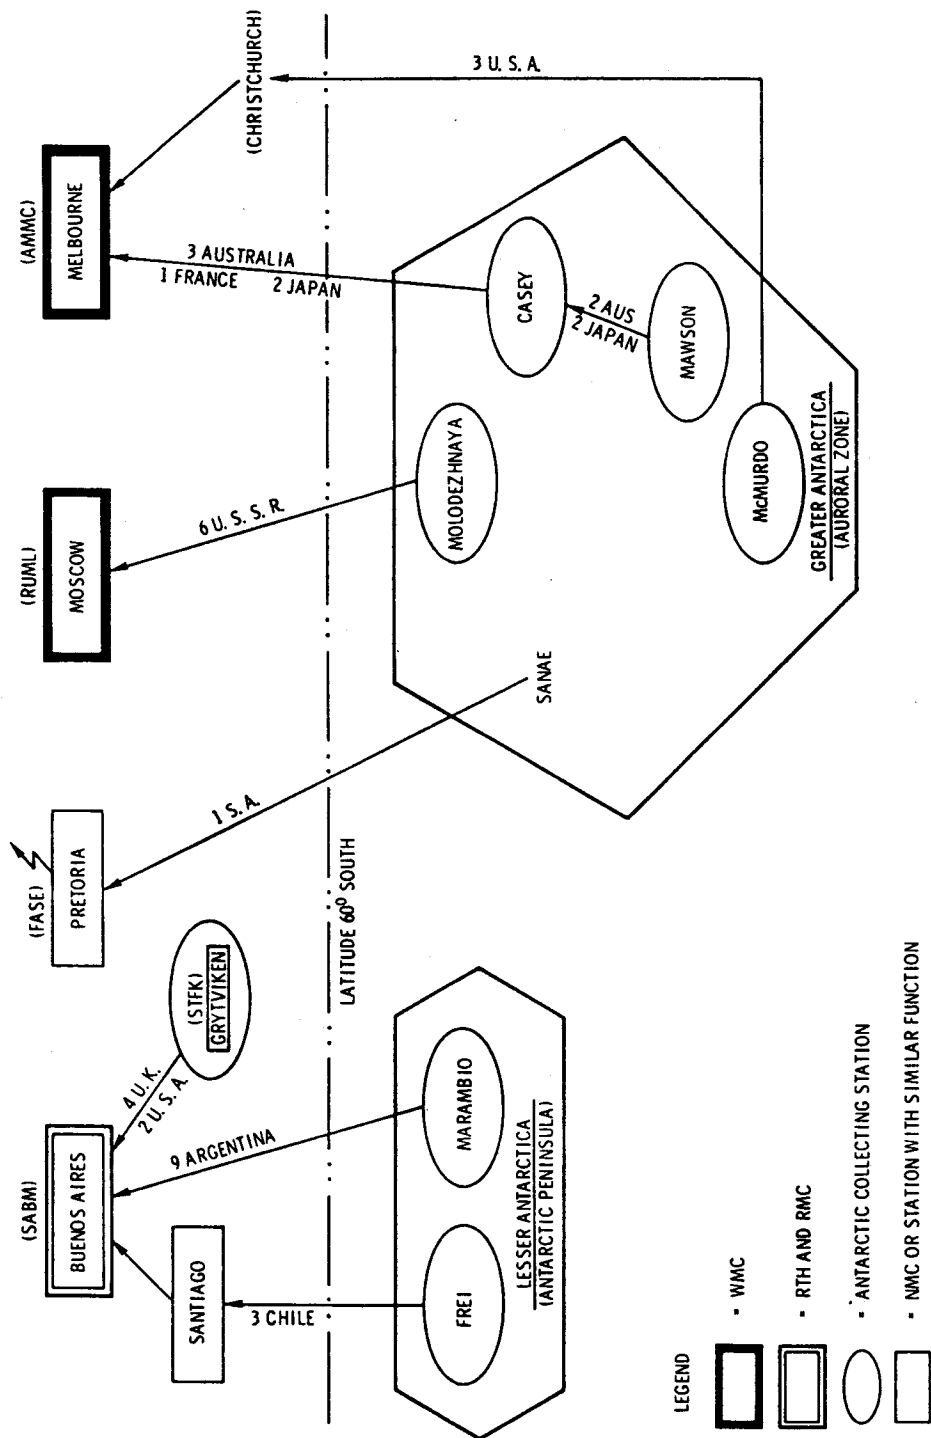 (SABM)
BUENOS AIRES
SANTIAGO
(FASE)
PRETORIA
(RUML)
MOSCOW
(AMMC)
MELBOURNE
(STFK)
GRYTVIKEN
(CHRISTCHURCH)
4 U.K.
2 U.S.A.
9 ARGENTINA
3 CHILE
1 S.A.
6 U.S.S.R.
3 AUSTRALIA
1 FRANCE 2 JAPAN
3 U.S.A.
LATITUDE 60⁰ SOUTH
FREI
MARAMBIO
LESSER ANTARCTICA
(ANTARCTIC PENINSULA)
SANAE
MOLODEZHNAYA
CASEY
2 AUS
2 JAPAN
MAWSON
McMURDO
GREATER ANTARCTICA
(AURORAL ZONE)
LEGEND
= WMC
= RTH AND RMC
= ANTARCTIC COLLECTING STATION
= NMC OR STATION WITH SIMILAR FUNCTION